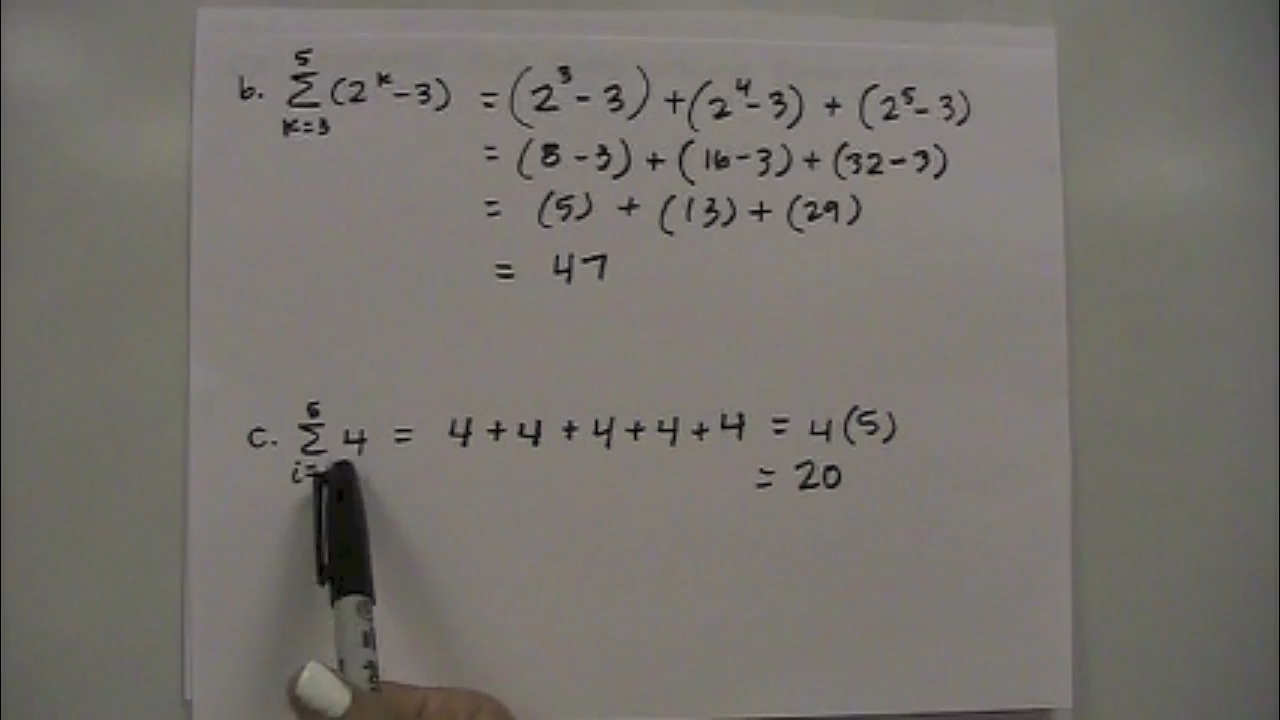 b. 5∑k=3 (2^k - 3) = (2^3 - 3) + (2^4 - 3) + (2^5 - 3)
= (8 - 3) + (16 - 3) + (32 - 3)
= (5) + (13) + (29)
= 47
c. 5∑i= 4 = 4 + 4 + 4 + 4 + 4 = 4(5)
= 20